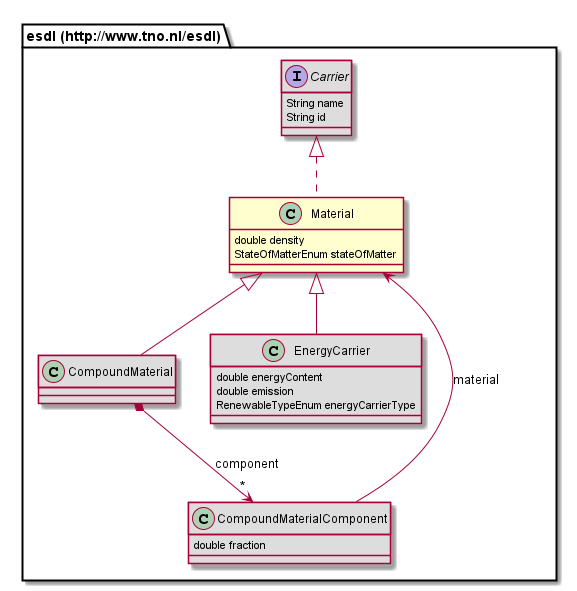 esdl (http://www.tno.nl/esdl)
I Carrier
String name
String id
C Material
double density
StateOfMatterEnum stateOfMatter
C CompoundMaterial
C EnergyCarrier
double energyContent
double emission
RenewableTypeEnum energyCarrierType
material
component
*
C CompoundMaterialComponent
double fraction